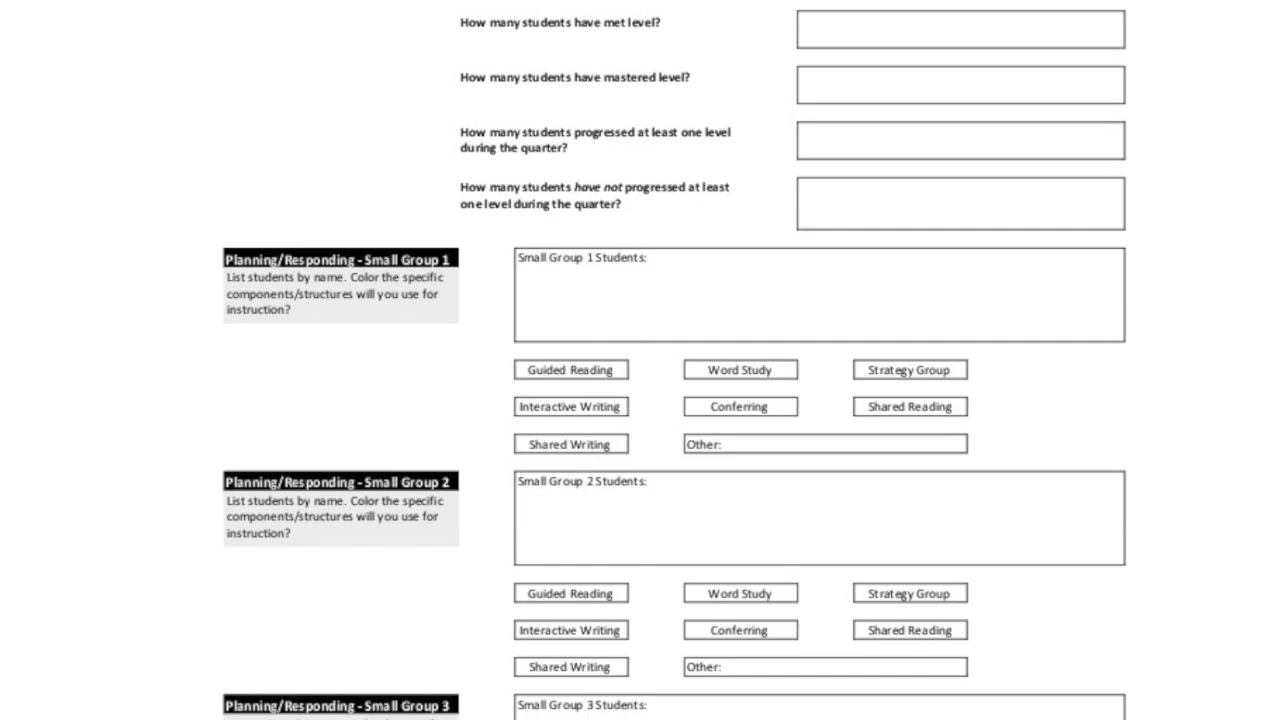 How many students have met level?
How many students have mastered level?
How many students progressed at least one level
during the quarter?
How many students have not progressed at least
one level during the quarter?
Planning/Responding - Small Group 1
List students by name. Color the specific
components/structures will you use for
instruction?
Small Group 1 Students:
Guided Reading
Word Study
Strategy Group
Interactive Writing
Conferring
Shared Reading
Shared Writing
Other:
Planning/Responding - Small Group 2
List students by name. Color the specific
components/structures will you use for
instruction?
Small Group 2 Students:
Guided Reading
Word Study
Strategy Group
Interactive Writing
Conferring
Shared Reading
Shared Writing
Other:
Planning/Responding - Small Group 3
Small Group 3 Students: